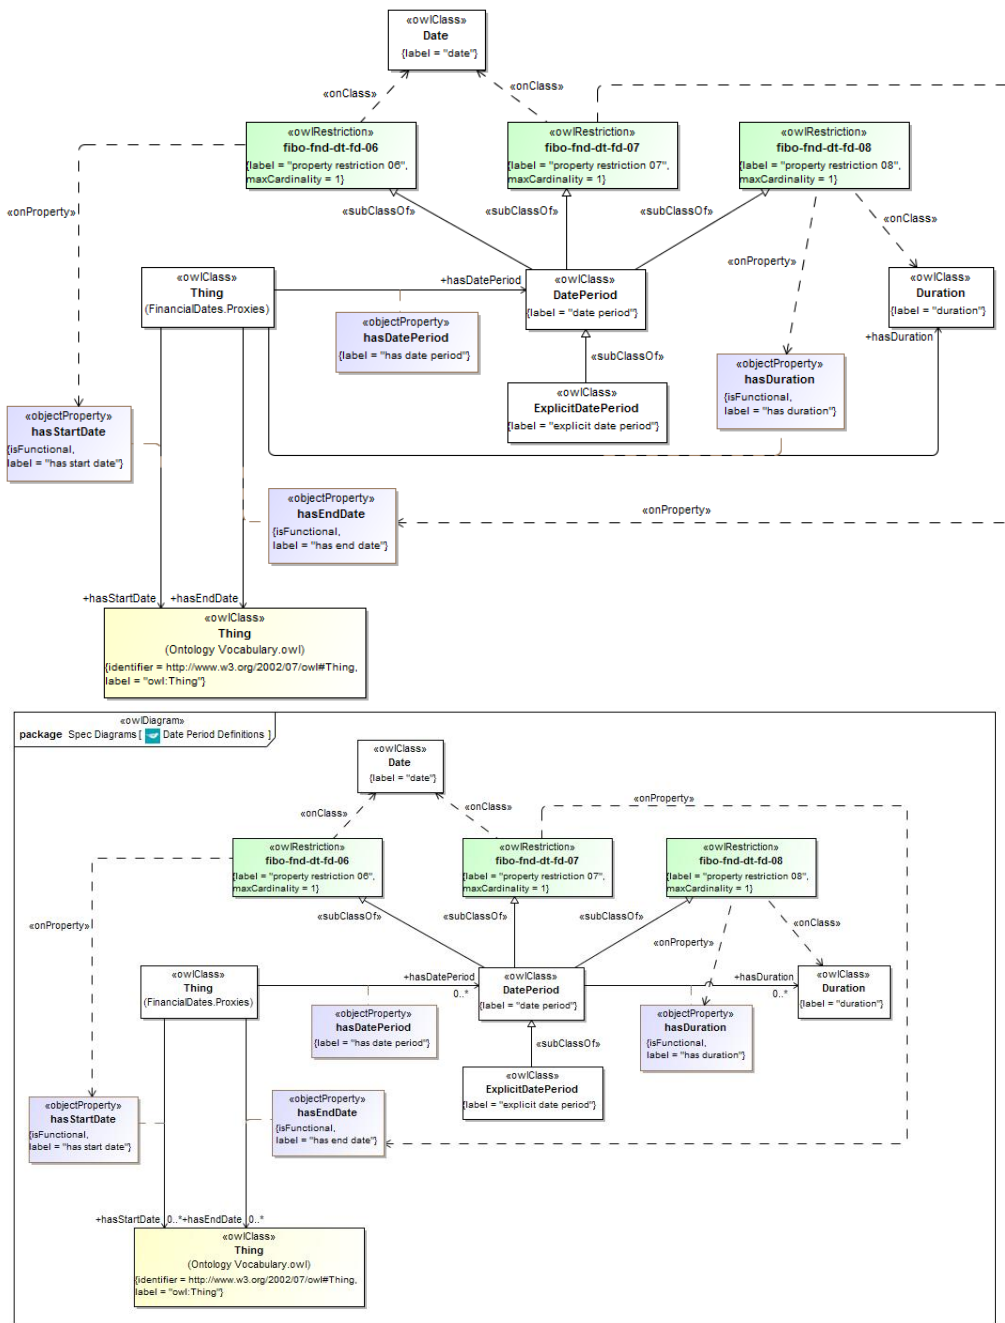 «owlClass»
Date
{label = "date"}
«onClass»
«onClass»
«owlRestriction»
fibo-fnd-dt-fd-06
{label = "property restriction 06",
maxCardinality = 1}
«owlRestriction»
fibo-fnd-dt-fd-07
{label = "property restriction 07",
maxCardinality = 1}
«owlRestriction»
fibo-fnd-dt-fd-08
{label = "property restriction 08",
maxCardinality = 1}
«onProperty»
«subClassOf»
«subClassOf»
«subClassOf»
«onClass»
«onProperty»
«owlClass»
Thing
(FinancialDates.Proxies)
+hasDatePeriod
«owlClass»
DatePeriod
{label = "date period"}
«owlClass»
Duration
{label = "duration"}
+hasDuration
«objectProperty»
hasDatePeriod
{label = "has date period"}
«subClassOf»
«objectProperty»
hasDuration
{isFunctional,
label = "has duration"}
«owlClass»
ExplicitDatePeriod
{label = "explicit date period"}
«objectProperty»
hasStartDate
{isFunctional,
label = "has start date"}
«objectProperty»
hasEndDate
{isFunctional,
label = "has end date"}
«onProperty»
+hasStartDate
+hasEndDate
«owlClass»
Thing
(Ontology Vocabulary.owl)
{identifier = http://www.w3.org/2002/07/owl#Thing,
label = "owl:Thing"}
«owlDiagram»
package Spec Diagrams [ Date Period Definitions ]
«owlClass»
Date
{label = "date"}
«onClass»
«onClass»
«onProperty»
«owlRestriction»
fibo-fnd-dt-fd-06
{label = "property restriction 06",
maxCardinality = 1}
«owlRestriction»
fibo-fnd-dt-fd-07
{label = "property restriction 07",
maxCardinality = 1}
«owlRestriction»
fibo-fnd-dt-fd-08
{label = "property restriction 08",
maxCardinality = 1}
«onProperty»
«subClassOf»
«subClassOf»
«subClassOf»
«onClass»
«onProperty»
«owlClass»
Thing
(FinancialDates.Proxies)
+hasDatePeriod
0..*
«owlClass»
DatePeriod
{label = "date period"}
+hasDuration
0..*
«owlClass»
Duration
{label = "duration"}
«objectProperty»
hasDatePeriod
{label = "has date period"}
«objectProperty»
hasDuration
{isFunctional,
label = "has duration"}
«subClassOf»
«owlClass»
ExplicitDatePeriod
{label = "explicit date period"}
«objectProperty»
hasStartDate
{isFunctional,
label = "has start date"}
«objectProperty»
hasEndDate
{isFunctional,
label = "has end date"}
+hasStartDate 0..*
+hasEndDate 0..*
«owlClass»
Thing
(Ontology Vocabulary.owl)
{identifier = http://www.w3.org/2002/07/owl#Thing,
label = "owl:Thing"}